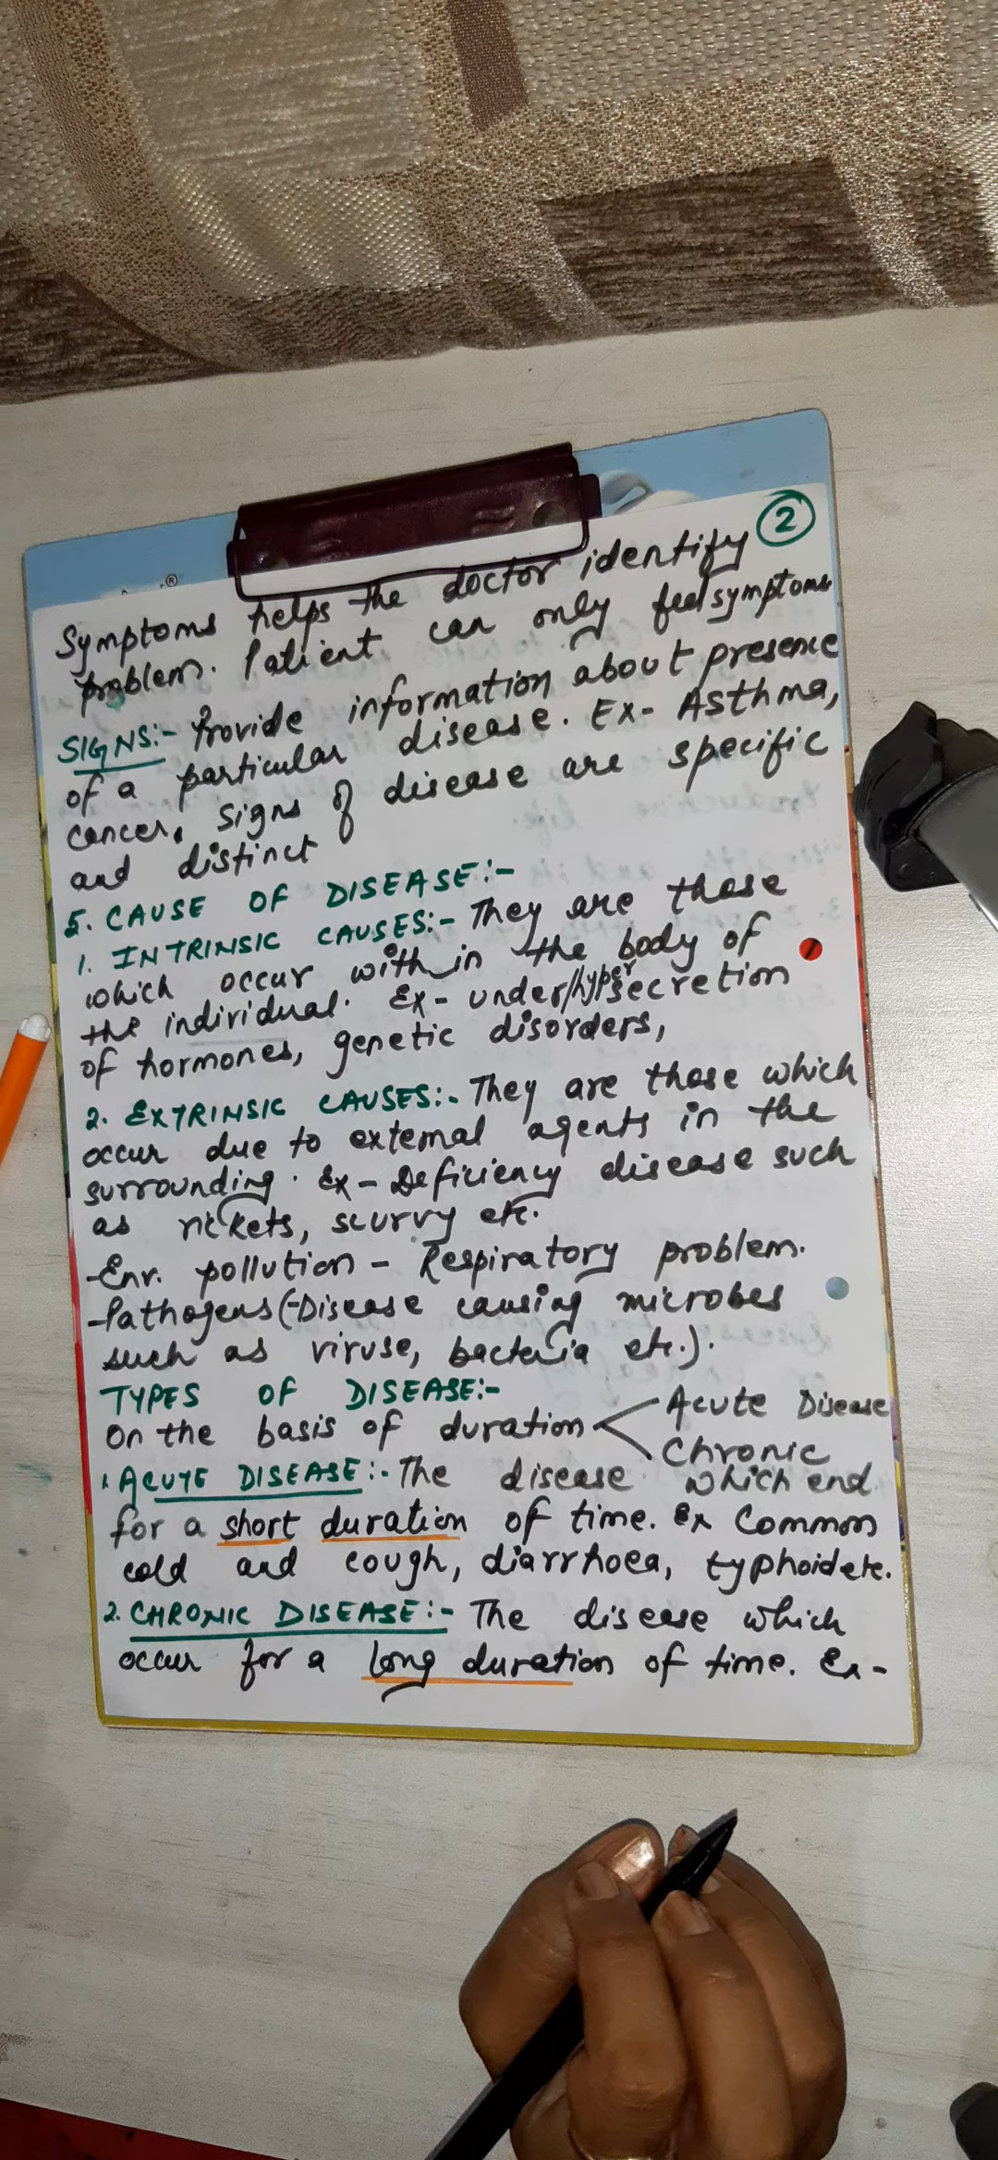 ②
Symptoms helps the doctor identify
problem. Patient can only feel symptoms
SIGNS:- Provide information about presence
of a particular disease. Ex- Asthma,
cancer, signs of disease are specific
and distinct
5. CAUSE OF DISEASE:-
1. INTRINSIC CAUSES:- They are those
which occur with in the body of
the individual. Ex- under/hyper secretion
of hormones, genetic disorders,
2. EXTRINSIC CAUSES:- They are those which
occur due to external agents in the
surrounding. Ex- Deficiency disease such
as rickets, scurvy etc.
-Env. pollution - Respiratory problem.
-Pathogens (-Disease causing microbes
such as viruse, bacteria etc.).
TYPES OF DISEASE:-
On the basis of duration < Acute Disease
Chronic
1. ACUTE DISEASE:- The disease which end
for a short duration of time. Ex Common
cold and cough, diarrhoea, typhoid etc.
2. CHRONIC DISEASE:- The disease which
occur for a long duration of time. Ex-